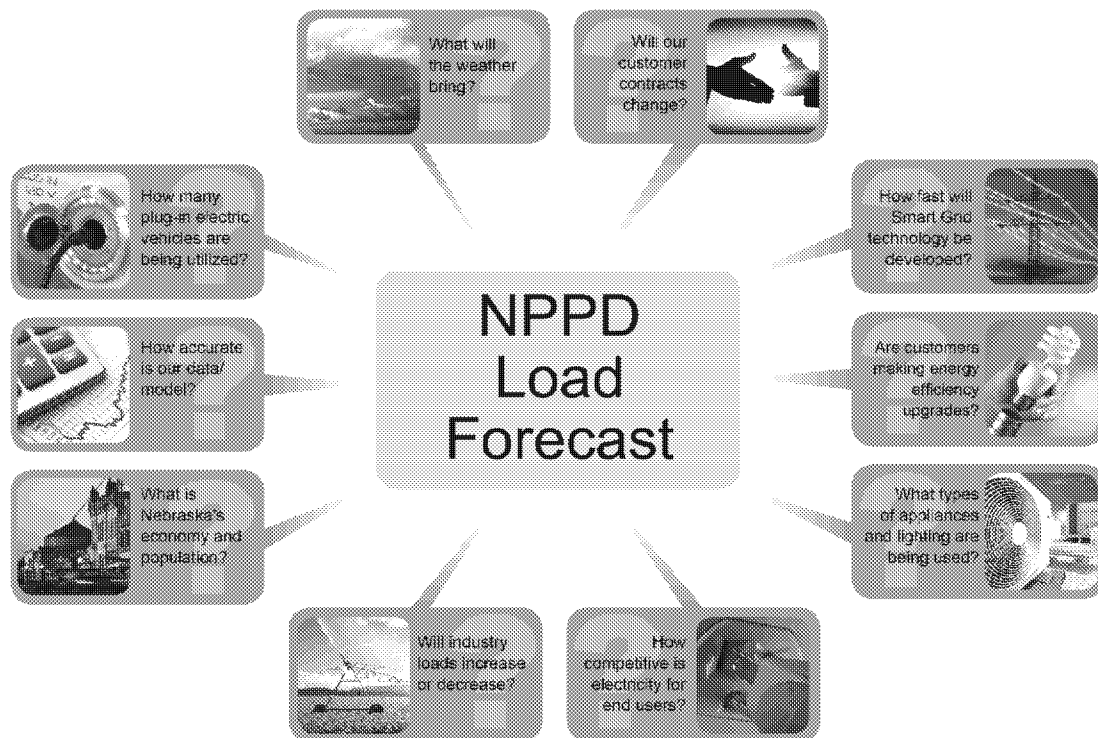 What will
the weather
bring?
Will our
customer
contracts
change?
How many
plug-in electric
vehicles are
being utilized?
How fast will
Smart Grid
technology be
developed?
NPPD
Load
Forecast
How accurate
is our data/
model?
Are customers
making energy
efficiency
upgrades?
What is
Nebraska's
economy and
population?
What types
of appliances
and lighting are
being used?
Will industry
loads increase
or decrease?
How
competitive is
electricity for
end users?